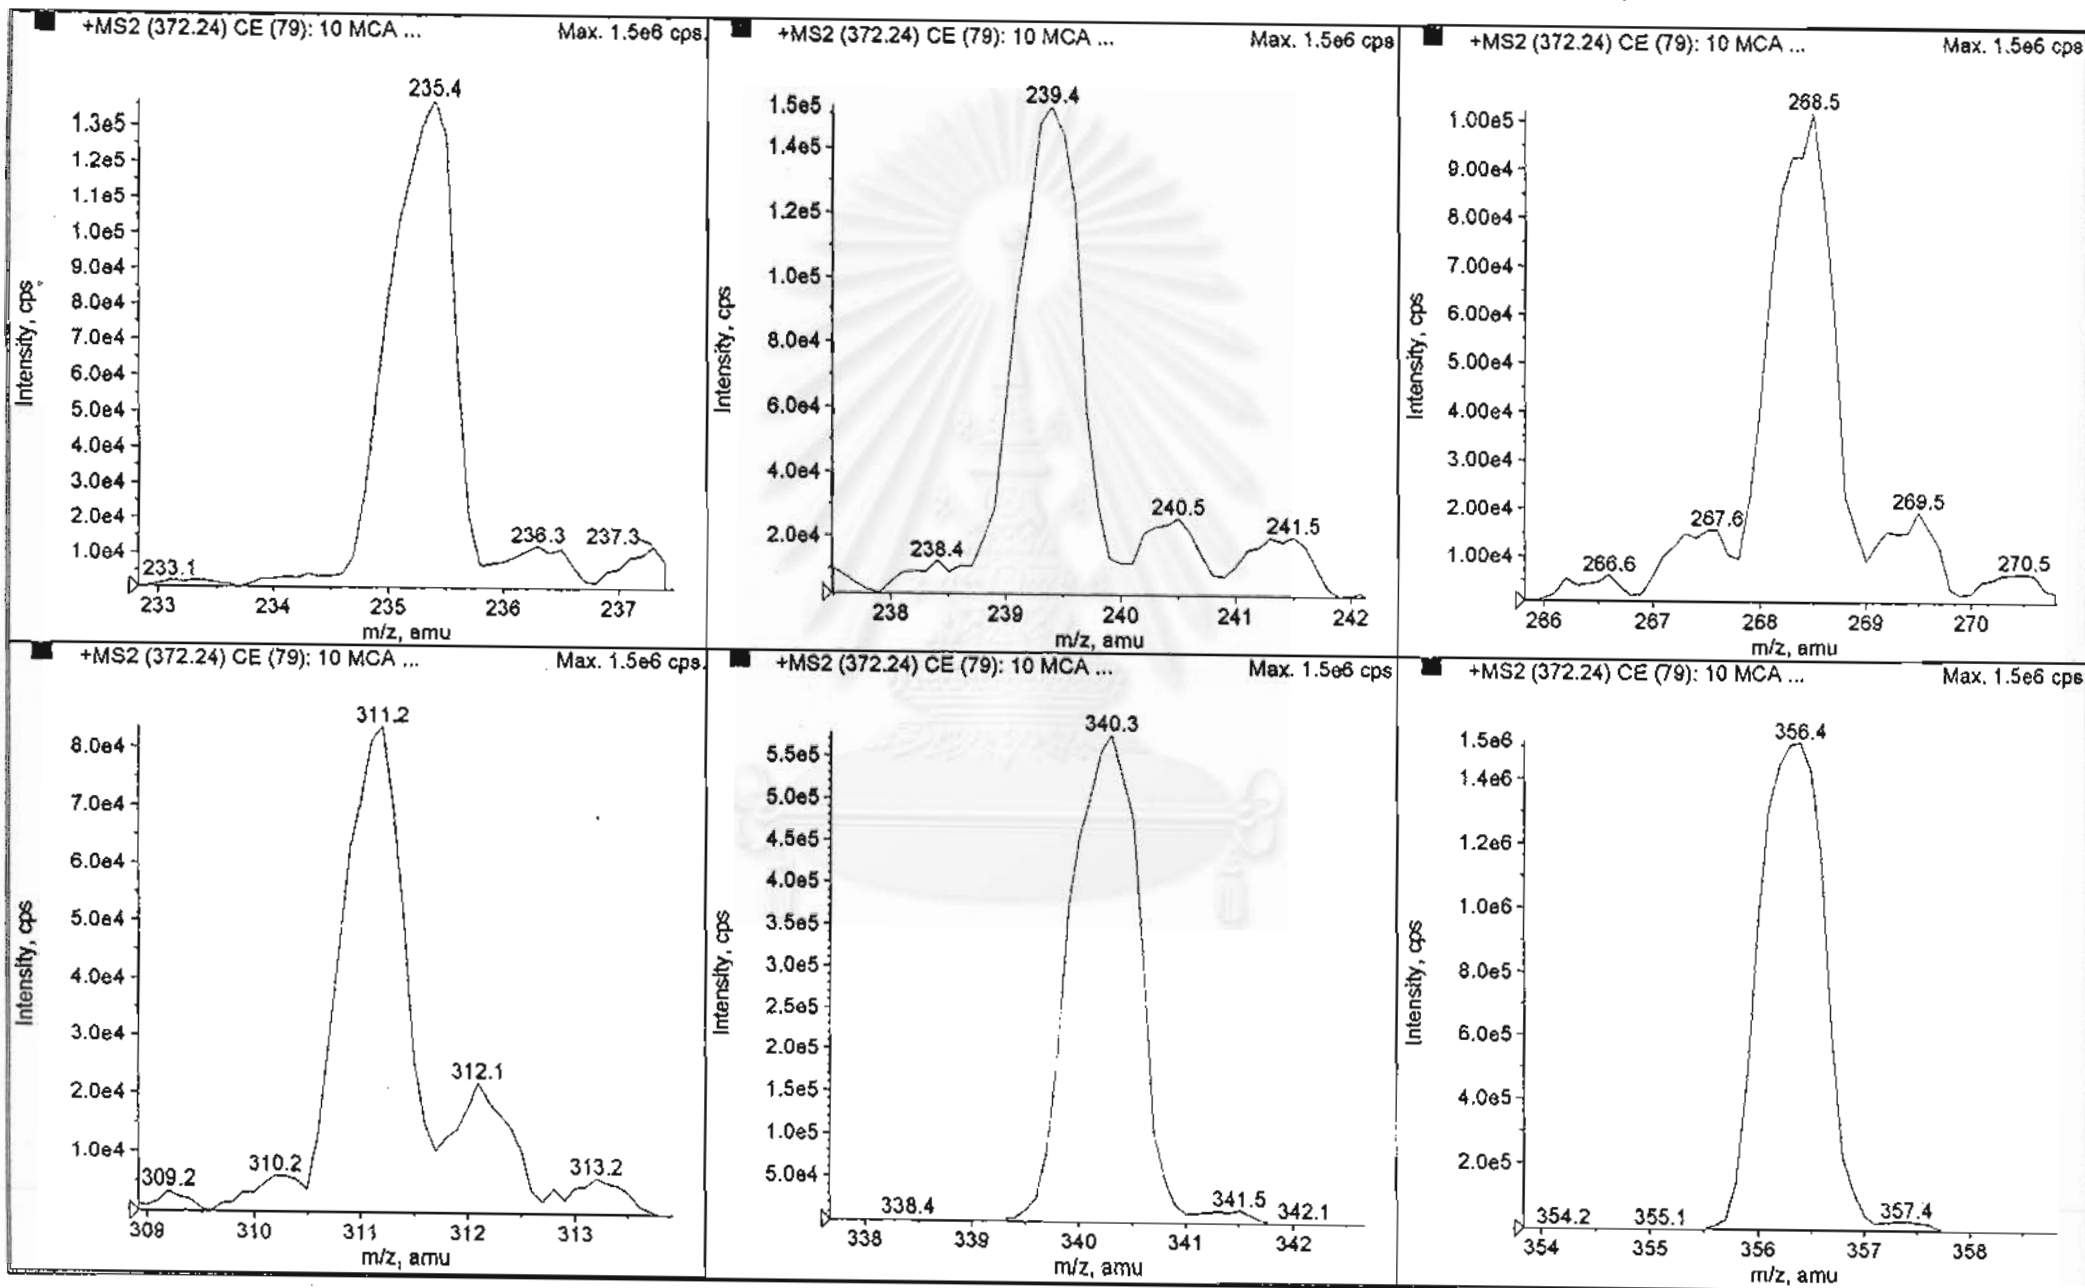 +MS2 (372.24) CE (79): 10 MCA ... Max. 1.5e6 cps.
235.4
1.3e5
1.2e5
1.1e5
1.0e5
9.0e4
8.0e4
7.0e4
6.0e4
5.0e4
4.0e4
3.0e4
2.0e4
1.0e4
Intensity, cps
233.1
236.3
237.3
233 234 235 236 237
m/z, amu
+MS2 (372.24) CE (79): 10 MCA ... Max. 1.5e6 cps
239.4
1.5e5
1.4e5
1.2e5
1.0e5
8.0e4
6.0e4
4.0e4
2.0e4
Intensity, cps
238.4
240.5
241.5
238 239 240 241 242
m/z, amu
+MS2 (372.24) CE (79): 10 MCA ... Max. 1.5e6 cps
268.5
1.00e5
9.00e4
8.00e4
7.00e4
6.00e4
5.00e4
4.00e4
3.00e4
2.00e4
1.00e4
Intensity, cps
266.6
267.6
269.5
270.5
266 267 268 269 270
m/z, amu
+MS2 (372.24) CE (79): 10 MCA ... Max. 1.5e6 cps.
311.2
8.0e4
7.0e4
6.0e4
5.0e4
4.0e4
3.0e4
2.0e4
1.0e4
Intensity, cps
309.2
310.2
312.1
313.2
309 310 311 312 313
m/z, amu
+MS2 (372.24) CE (79): 10 MCA ... Max. 1.5e6 cps
340.3
5.5e5
5.0e5
4.5e5
4.0e5
3.5e5
3.0e5
2.5e5
2.0e5
1.5e5
1.0e5
5.0e4
Intensity, cps
338.4
341.5
342.1
338 339 340 341 342
m/z, amu
+MS2 (372.24) CE (79): 10 MCA ... Max. 1.5e6 cps
356.4
1.5e6
1.4e6
1.2e6
1.0e6
8.0e5
6.0e5
4.0e5
2.0e5
Intensity, cps
354.2
355.1
357.4
354 355 356 357 358
m/z, amu